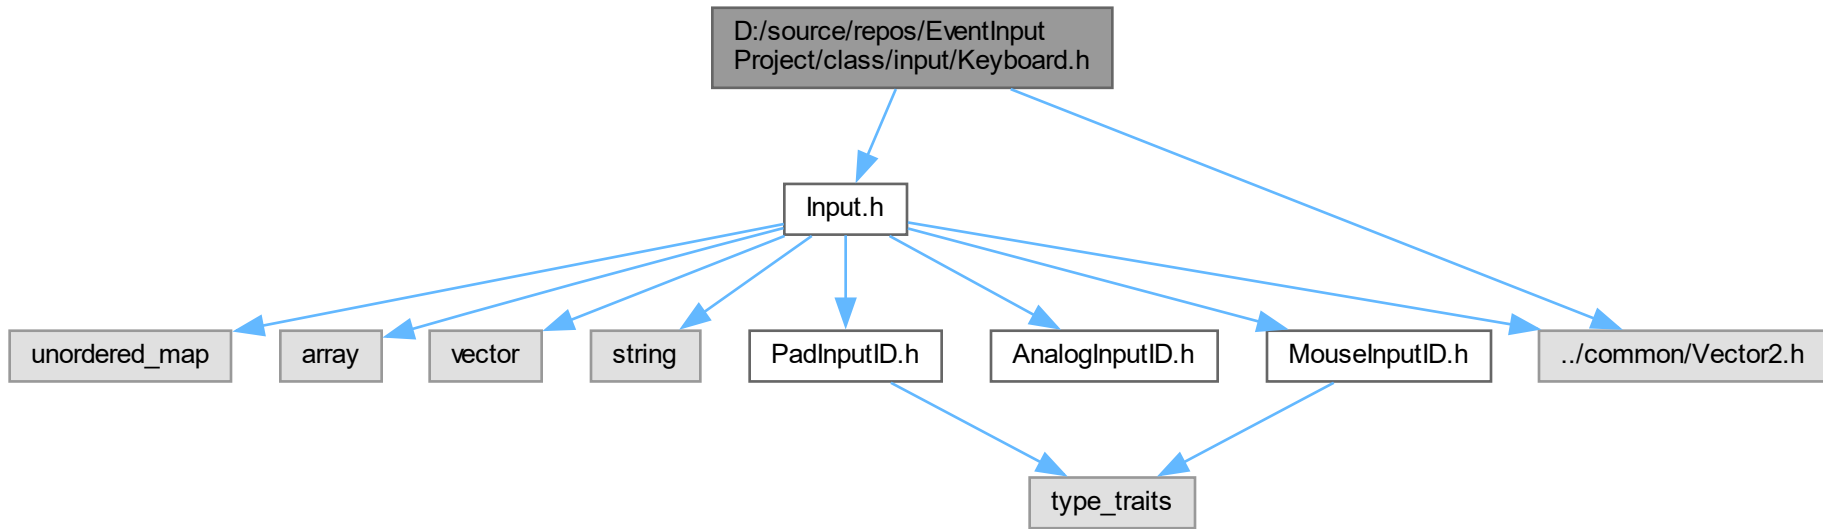 D:/source/repos/EventInput
Project/class/input/Keyboard.h
Input.h
unordered_map
array
vector
string
PadInputID.h
AnalogInputID.h
MouseInputID.h
../common/Vector2.h
type_traits